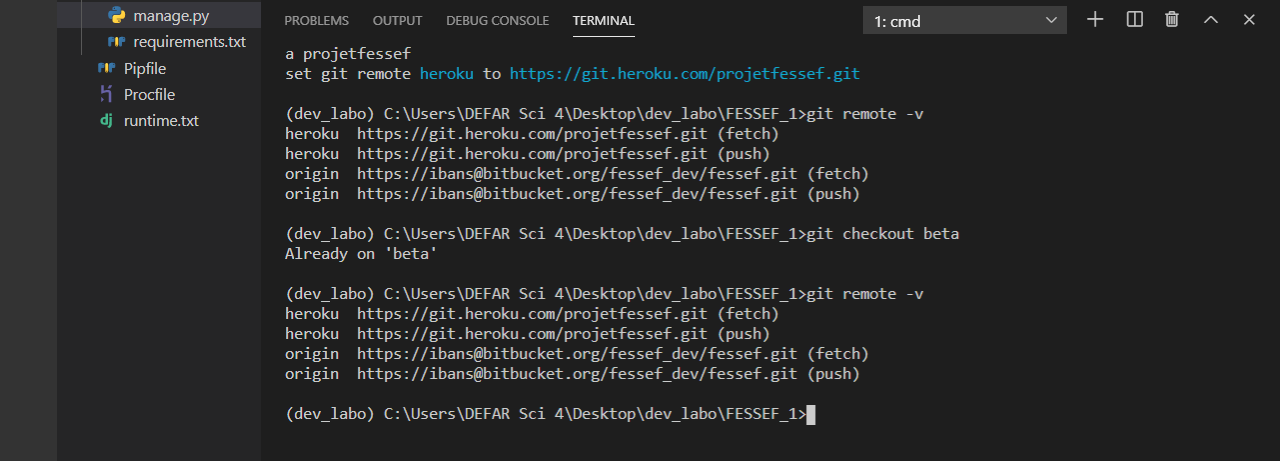 manage.py
requirements.txt
Pipfile
Procfile
runtime.txt
PROBLEMS OUTPUT DEBUG CONSOLE TERMINAL 1: cmd
a projetfessef
set git remote heroku to https://git.heroku.com/projetfessef.git
(dev_labo) C:\Users\DEFAR Sci 4\Desktop\dev_labo\FESSEF_1>git remote -v
heroku  https://git.heroku.com/projetfessef.git (fetch)
heroku  https://git.heroku.com/projetfessef.git (push)
origin  https://ibans@bitbucket.org/fessef_dev/fessef.git (fetch)
origin  https://ibans@bitbucket.org/fessef_dev/fessef.git (push)
(dev_labo) C:\Users\DEFAR Sci 4\Desktop\dev_labo\FESSEF_1>git checkout beta
Already on 'beta'
(dev_labo) C:\Users\DEFAR Sci 4\Desktop\dev_labo\FESSEF_1>git remote -v
heroku  https://git.heroku.com/projetfessef.git (fetch)
heroku  https://git.heroku.com/projetfessef.git (push)
origin  https://ibans@bitbucket.org/fessef_dev/fessef.git (fetch)
origin  https://ibans@bitbucket.org/fessef_dev/fessef.git (push)
(dev_labo) C:\Users\DEFAR Sci 4\Desktop\dev_labo\FESSEF_1>